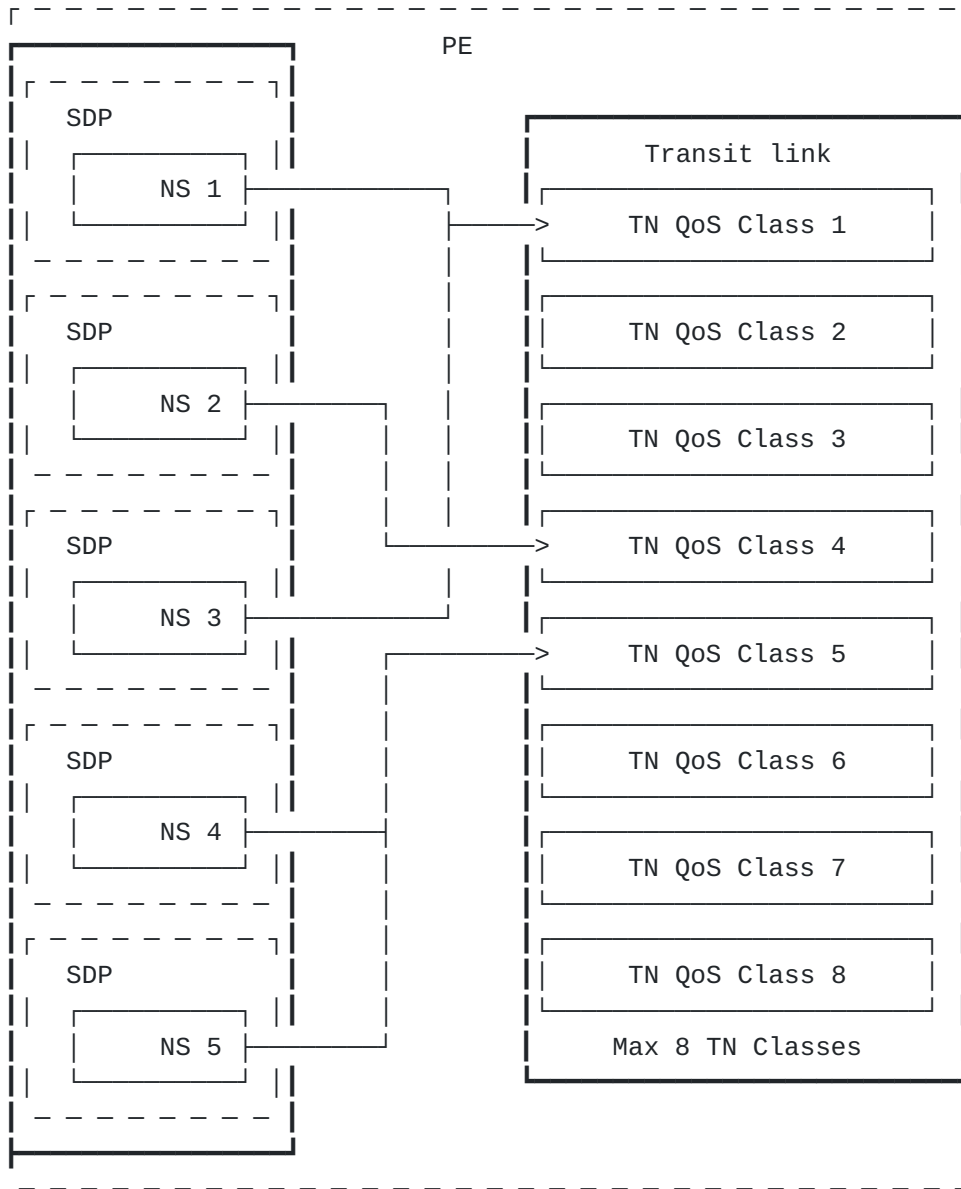 PE
SDP
Transit link
NS 1
TN QoS Class 1
SDP
TN QoS Class 2
NS 2
TN QoS Class 3
SDP
TN QoS Class 4
NS 3
TN QoS Class 5
SDP
TN QoS Class 6
NS 4
TN QoS Class 7
SDP
TN QoS Class 8
NS 5
Max 8 TN Classes